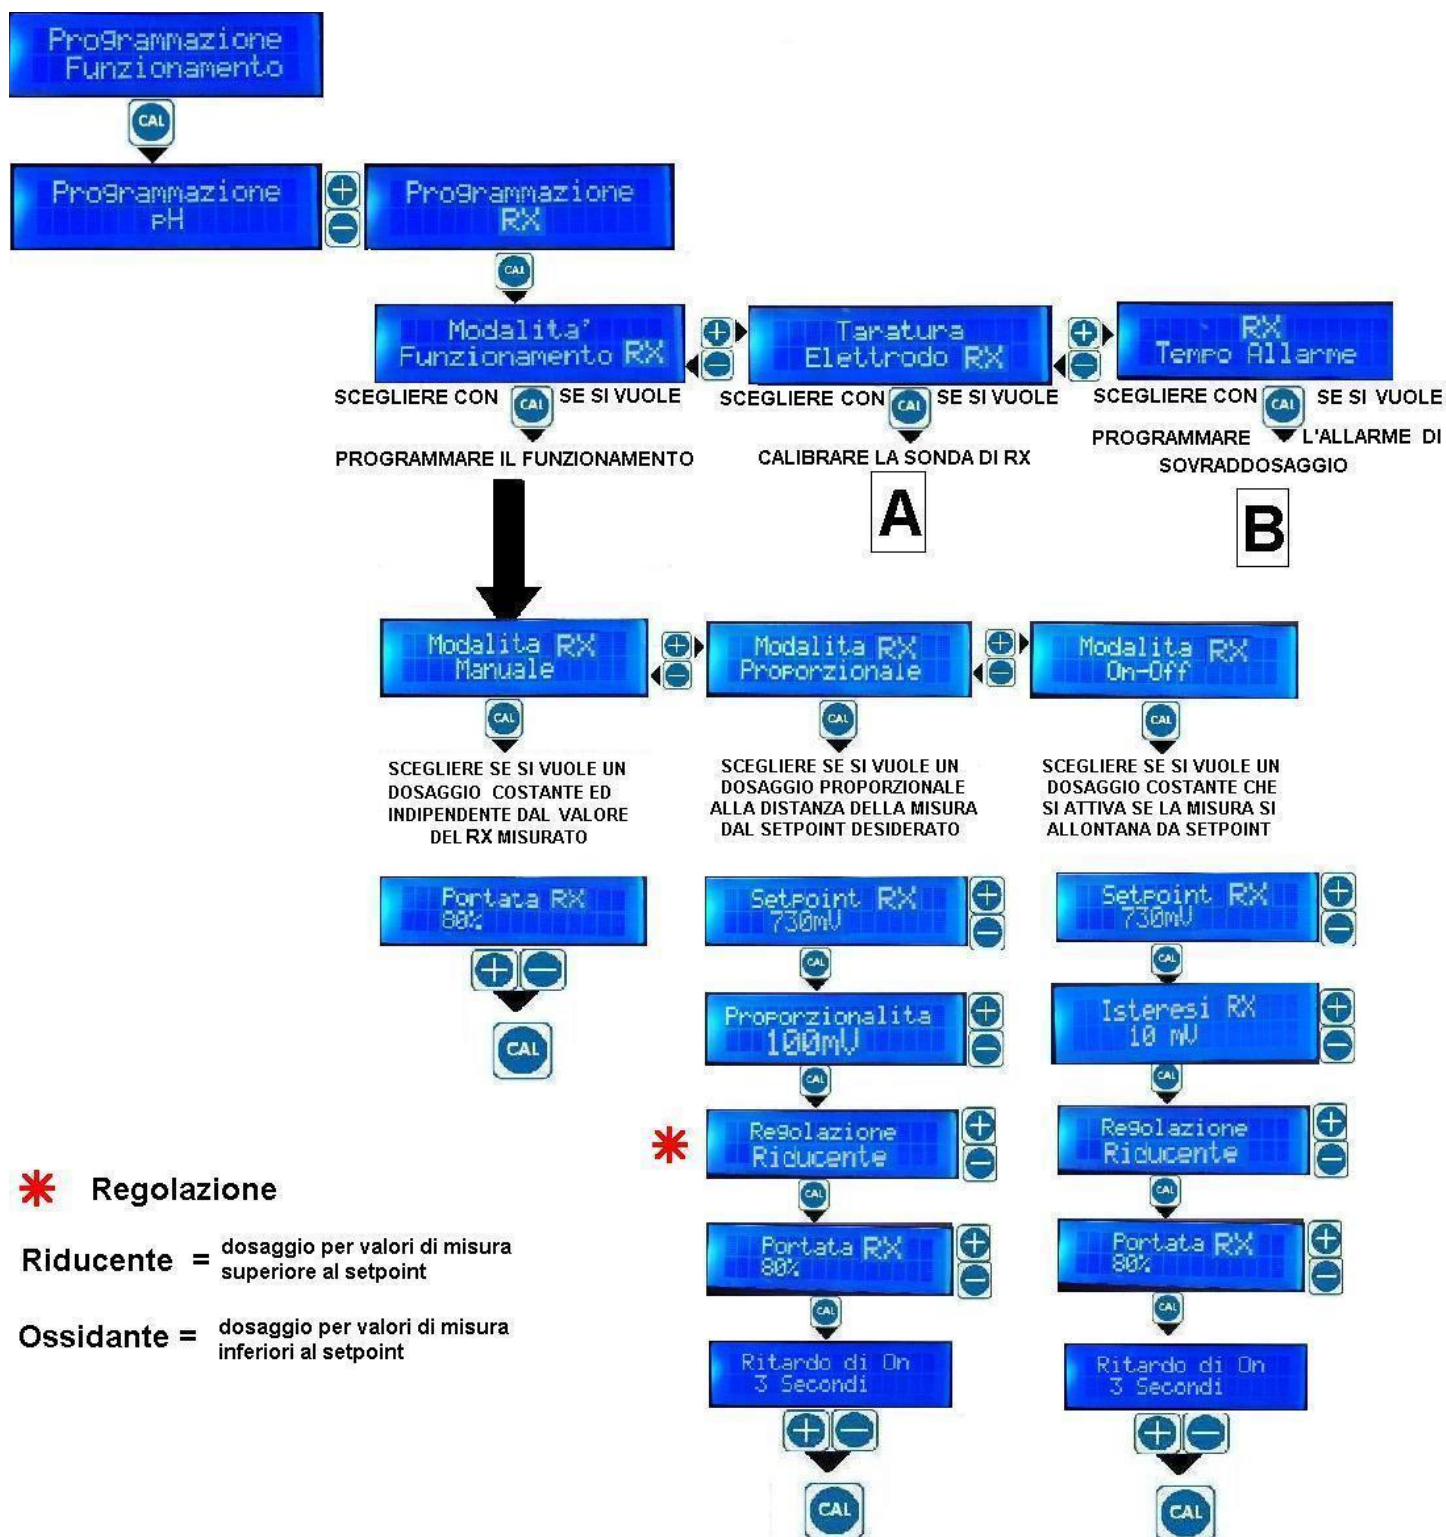 Programmazione
Funzionamento
CAL
Programmazione
pH
Programmazione
RX
CAL
Modalita'
Funzionamento RX
Taratura
Elettrodo RX
RX
Tempo Allarme
SCEGLIERE CON CAL SE SI VUOLE
PROGRAMMARE IL FUNZIONAMENTO
SCEGLIERE CON CAL SE SI VUOLE
CALIBRARE LA SONDA DI RX
A
SCEGLIERE CON CAL SE SI VUOLE
PROGRAMMARE L'ALLARME DI
SOVRADDOSAGGIO
B
Modalita RX
Manuale
CAL
SCEGLIERE SE SI VUOLE UN
DOSAGGIO COSTANTE ED
INDIPENDENTE DAL VALORE
DEL RX MISURATO
Portata RX
80%
CAL
Modalita RX
Proporzionale
CAL
SCEGLIERE SE SI VUOLE UN
DOSAGGIO PROPORZIONALE
ALLA DISTANZA DELLA MISURA
DAL SETPOINT DESIDERATO
Setpoint RX
730mV
CAL
Proporzionalita
100mV
CAL
Regolazione
Riducente
CAL
Portata RX
80%
CAL
Ritardo di On
3 Secondi
CAL
Modalita RX
On-Off
CAL
SCEGLIERE SE SI VUOLE UN
DOSAGGIO COSTANTE CHE
SI ATTIVA SE LA MISURA SI
ALLONTANA DA SETPOINT
Setpoint RX
730mV
CAL
Isteresi RX
10 mV
CAL
Regolazione
Riducente
CAL
Portata RX
80%
CAL
Ritardo di On
3 Secondi
CAL
Regolazione
Riducente = dosaggio per valori di misura
superiore al setpoint
Ossidante = dosaggio per valori di misura
inferiori al setpoint